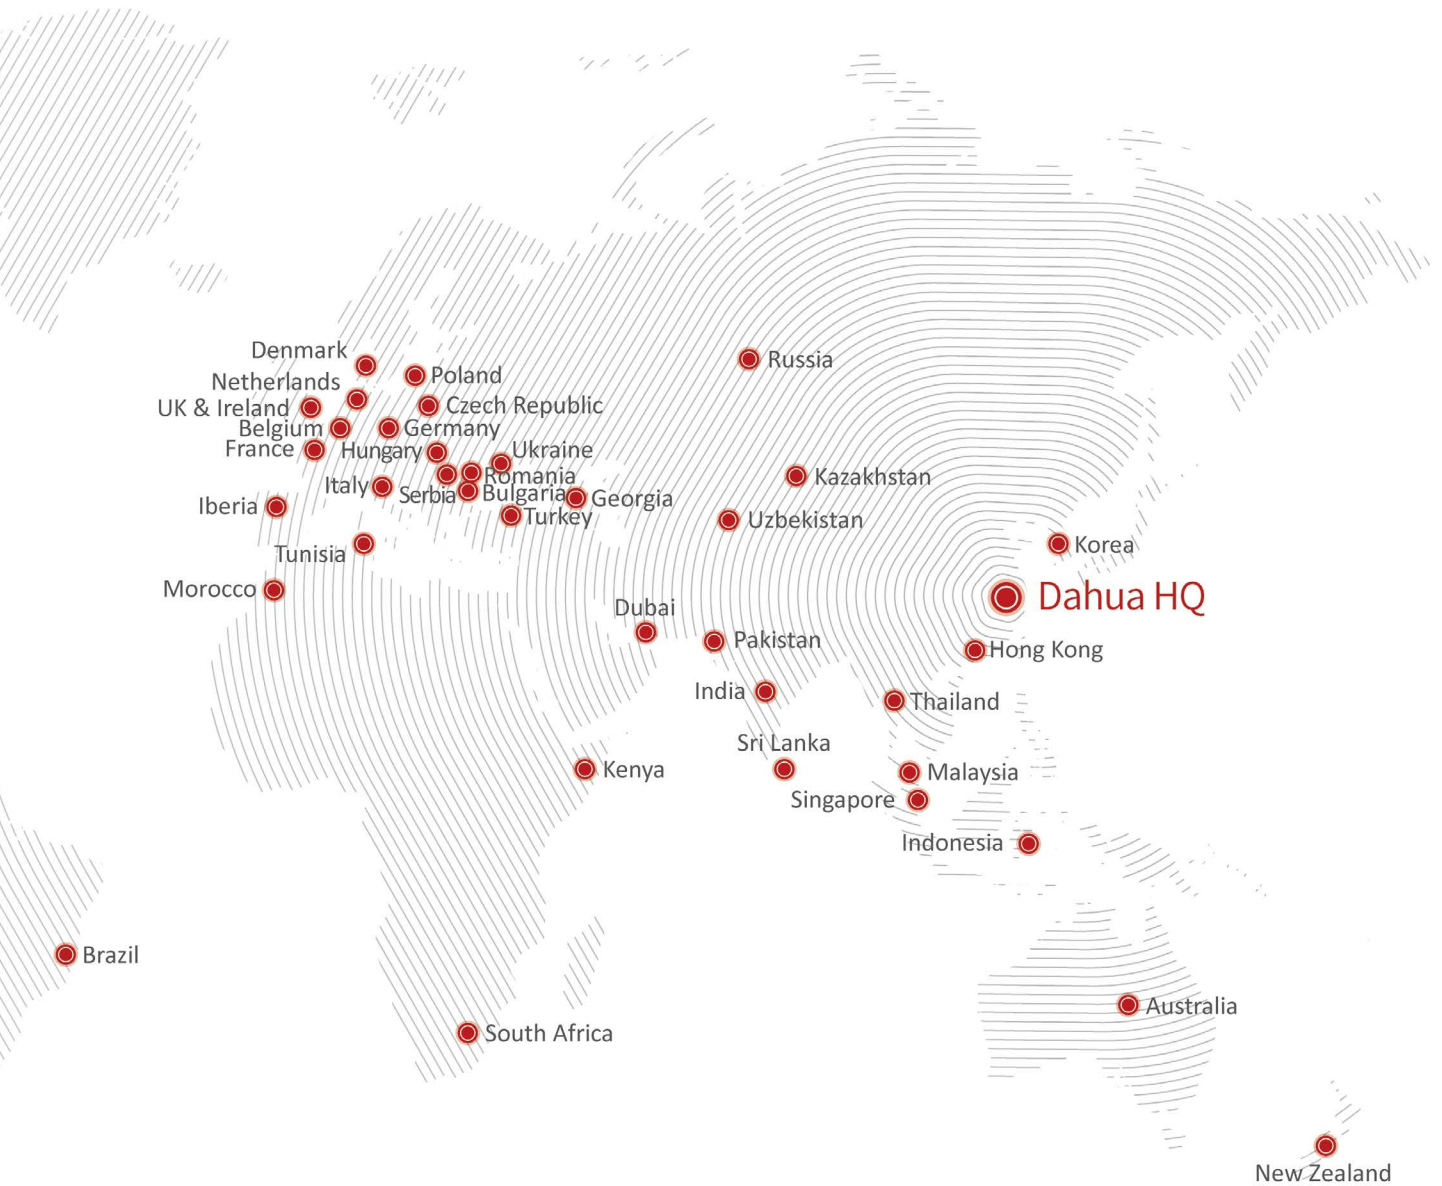 Denmark
Russia
Poland
Netherlands
Czech Republic
UK & Ireland
Belgium
Germany
France
Hungary
Ukraine
Romania
Kazakhstan
Italy
Serbia
Bulgaria
Georgia
Iberia
Turkey
Uzbekistan
Korea
Tunisia
Morocco
Dahua HQ
Dubai
Pakistan
Hong Kong
India
Thailand
Sri Lanka
Kenya
Malaysia
Singapore
Indonesia
Brazil
Australia
South Africa
New Zealand